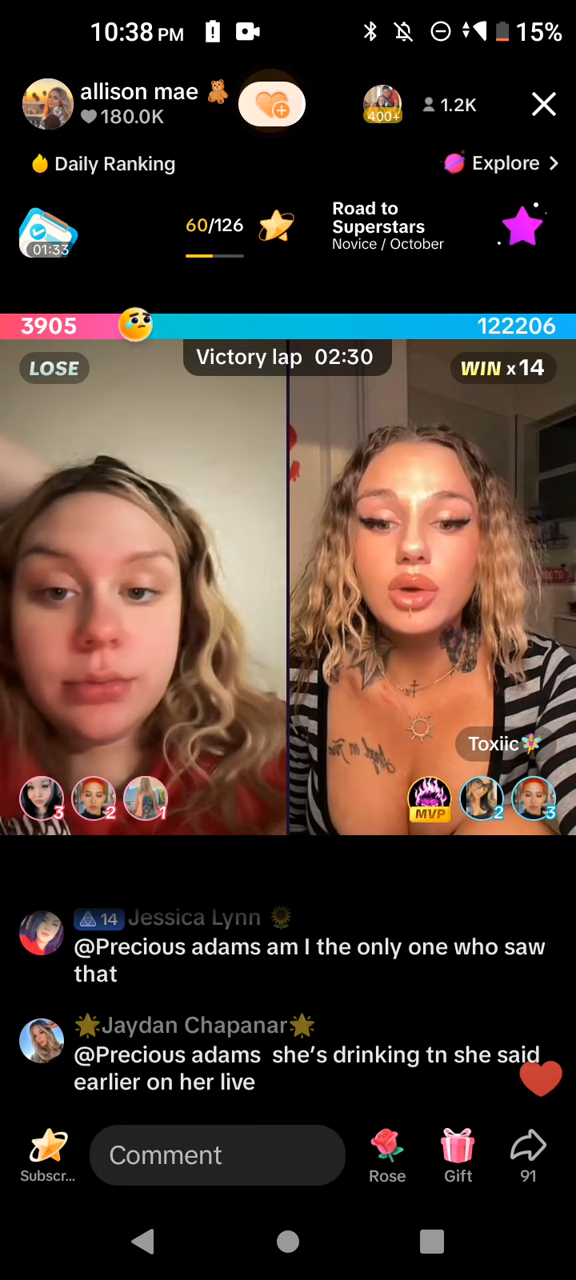 10:38 PM
15%
allison mae 🧸
180.0K
400+
1.2K
Daily Ranking
Explore >
01:33
60/126
Road to
Superstars
Novice / October
3905
122206
LOSE
Victory lap 02:30
WIN x 14
Toxiic🧚
3
2
1
MVP
2
3
14 Jessica Lynn 🌻
@Precious adams am I the only one who saw
that
🌟Jaydan Chapanar🌟
@Precious adams she’s drinking tn she said
earlier on her live
Subscr...
Comment
Rose
Gift
91